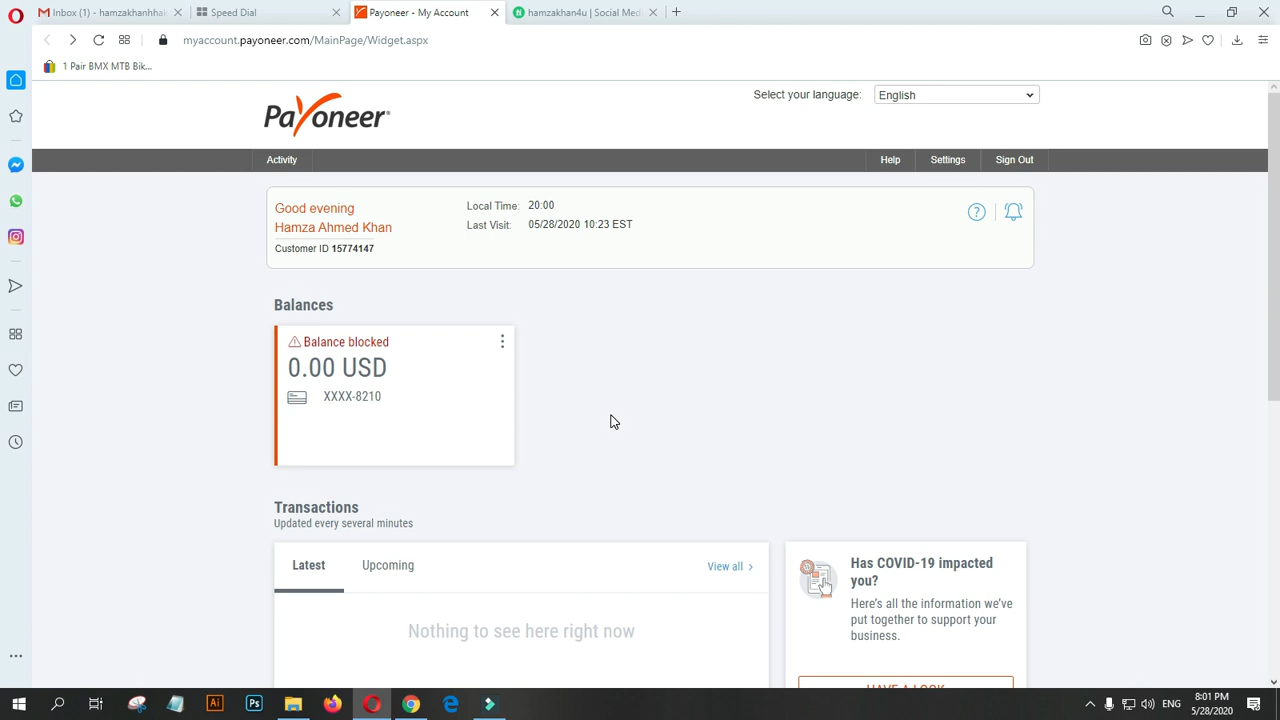 Inbox (1) - hamzakhanhhak
Speed Dial
Payoneer - My Account
hamzakhan4u | Social Med
myaccount.payoneer.com/MainPage/Widget.aspx
1 Pair BMX MTB Bik...
Payoneer
Select your language:
English
Activity
Help
Settings
Sign Out
Good evening
Hamza Ahmed Khan
Customer ID 15774147
Local Time: 20:00
Last Visit: 05/28/2020 10:23 EST
Balances
Balance blocked
0.00 USD
XXXX-8210
Transactions
Updated every several minutes
Latest
Upcoming
View all >
Nothing to see here right now
Has COVID-19 impacted
you?
Here's all the information we've
put together to support your
business.
HAVE A LOOK
ENG
8:01 PM
5/28/2020